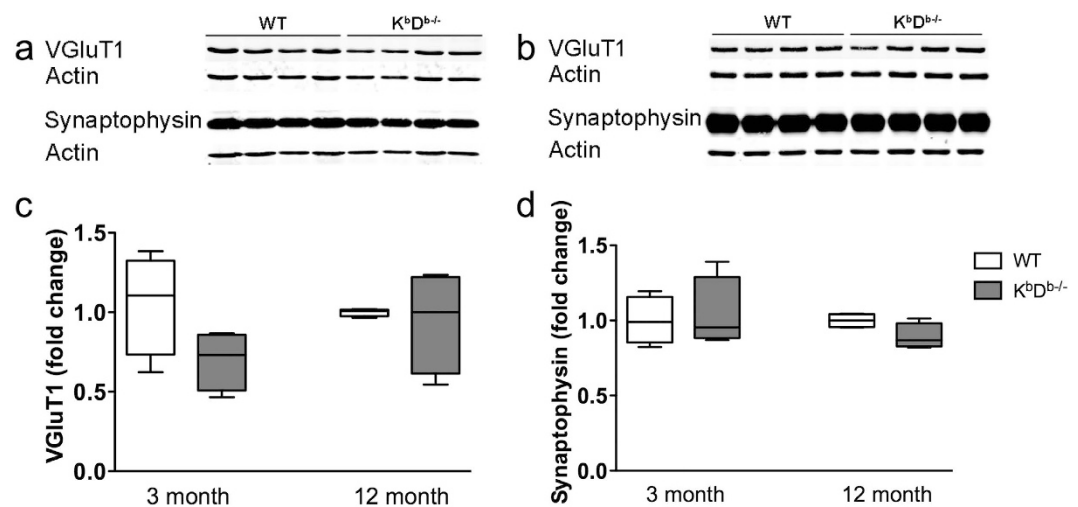 a
WT KᵇDᵇ⁻/⁻
VGluT1
Actin
Synaptophysin
Actin
b
WT KᵇDᵇ⁻/⁻
VGluT1
Actin
Synaptophysin
Actin
c
VGluT1 (fold change)
1.5
1.0
0.5
0.0
3 month 12 month
d
Synaptophysin (fold change)
1.5
1.0
0.5
0.0
3 month 12 month
WT
KᵇDᵇ⁻/⁻